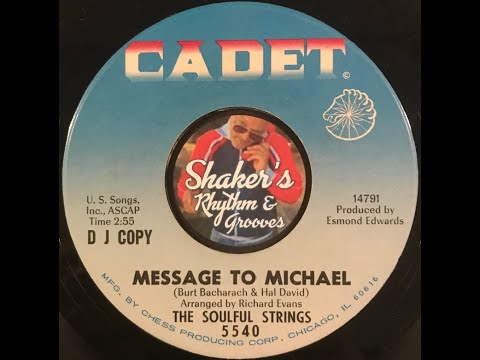 CADET
©
Shaker's
Rhythm &
Grooves
U. S. Songs,
Inc., ASCAP
Time 2:55
D J COPY
14791
Produced by
Esmond Edwards
MESSAGE TO MICHAEL
(Burt Bacharach & Hal David)
Arranged by Richard Evans
THE SOULFUL STRINGS
5540
MFG. BY CHESS PRODUCING CORP., CHICAGO, IL 60616